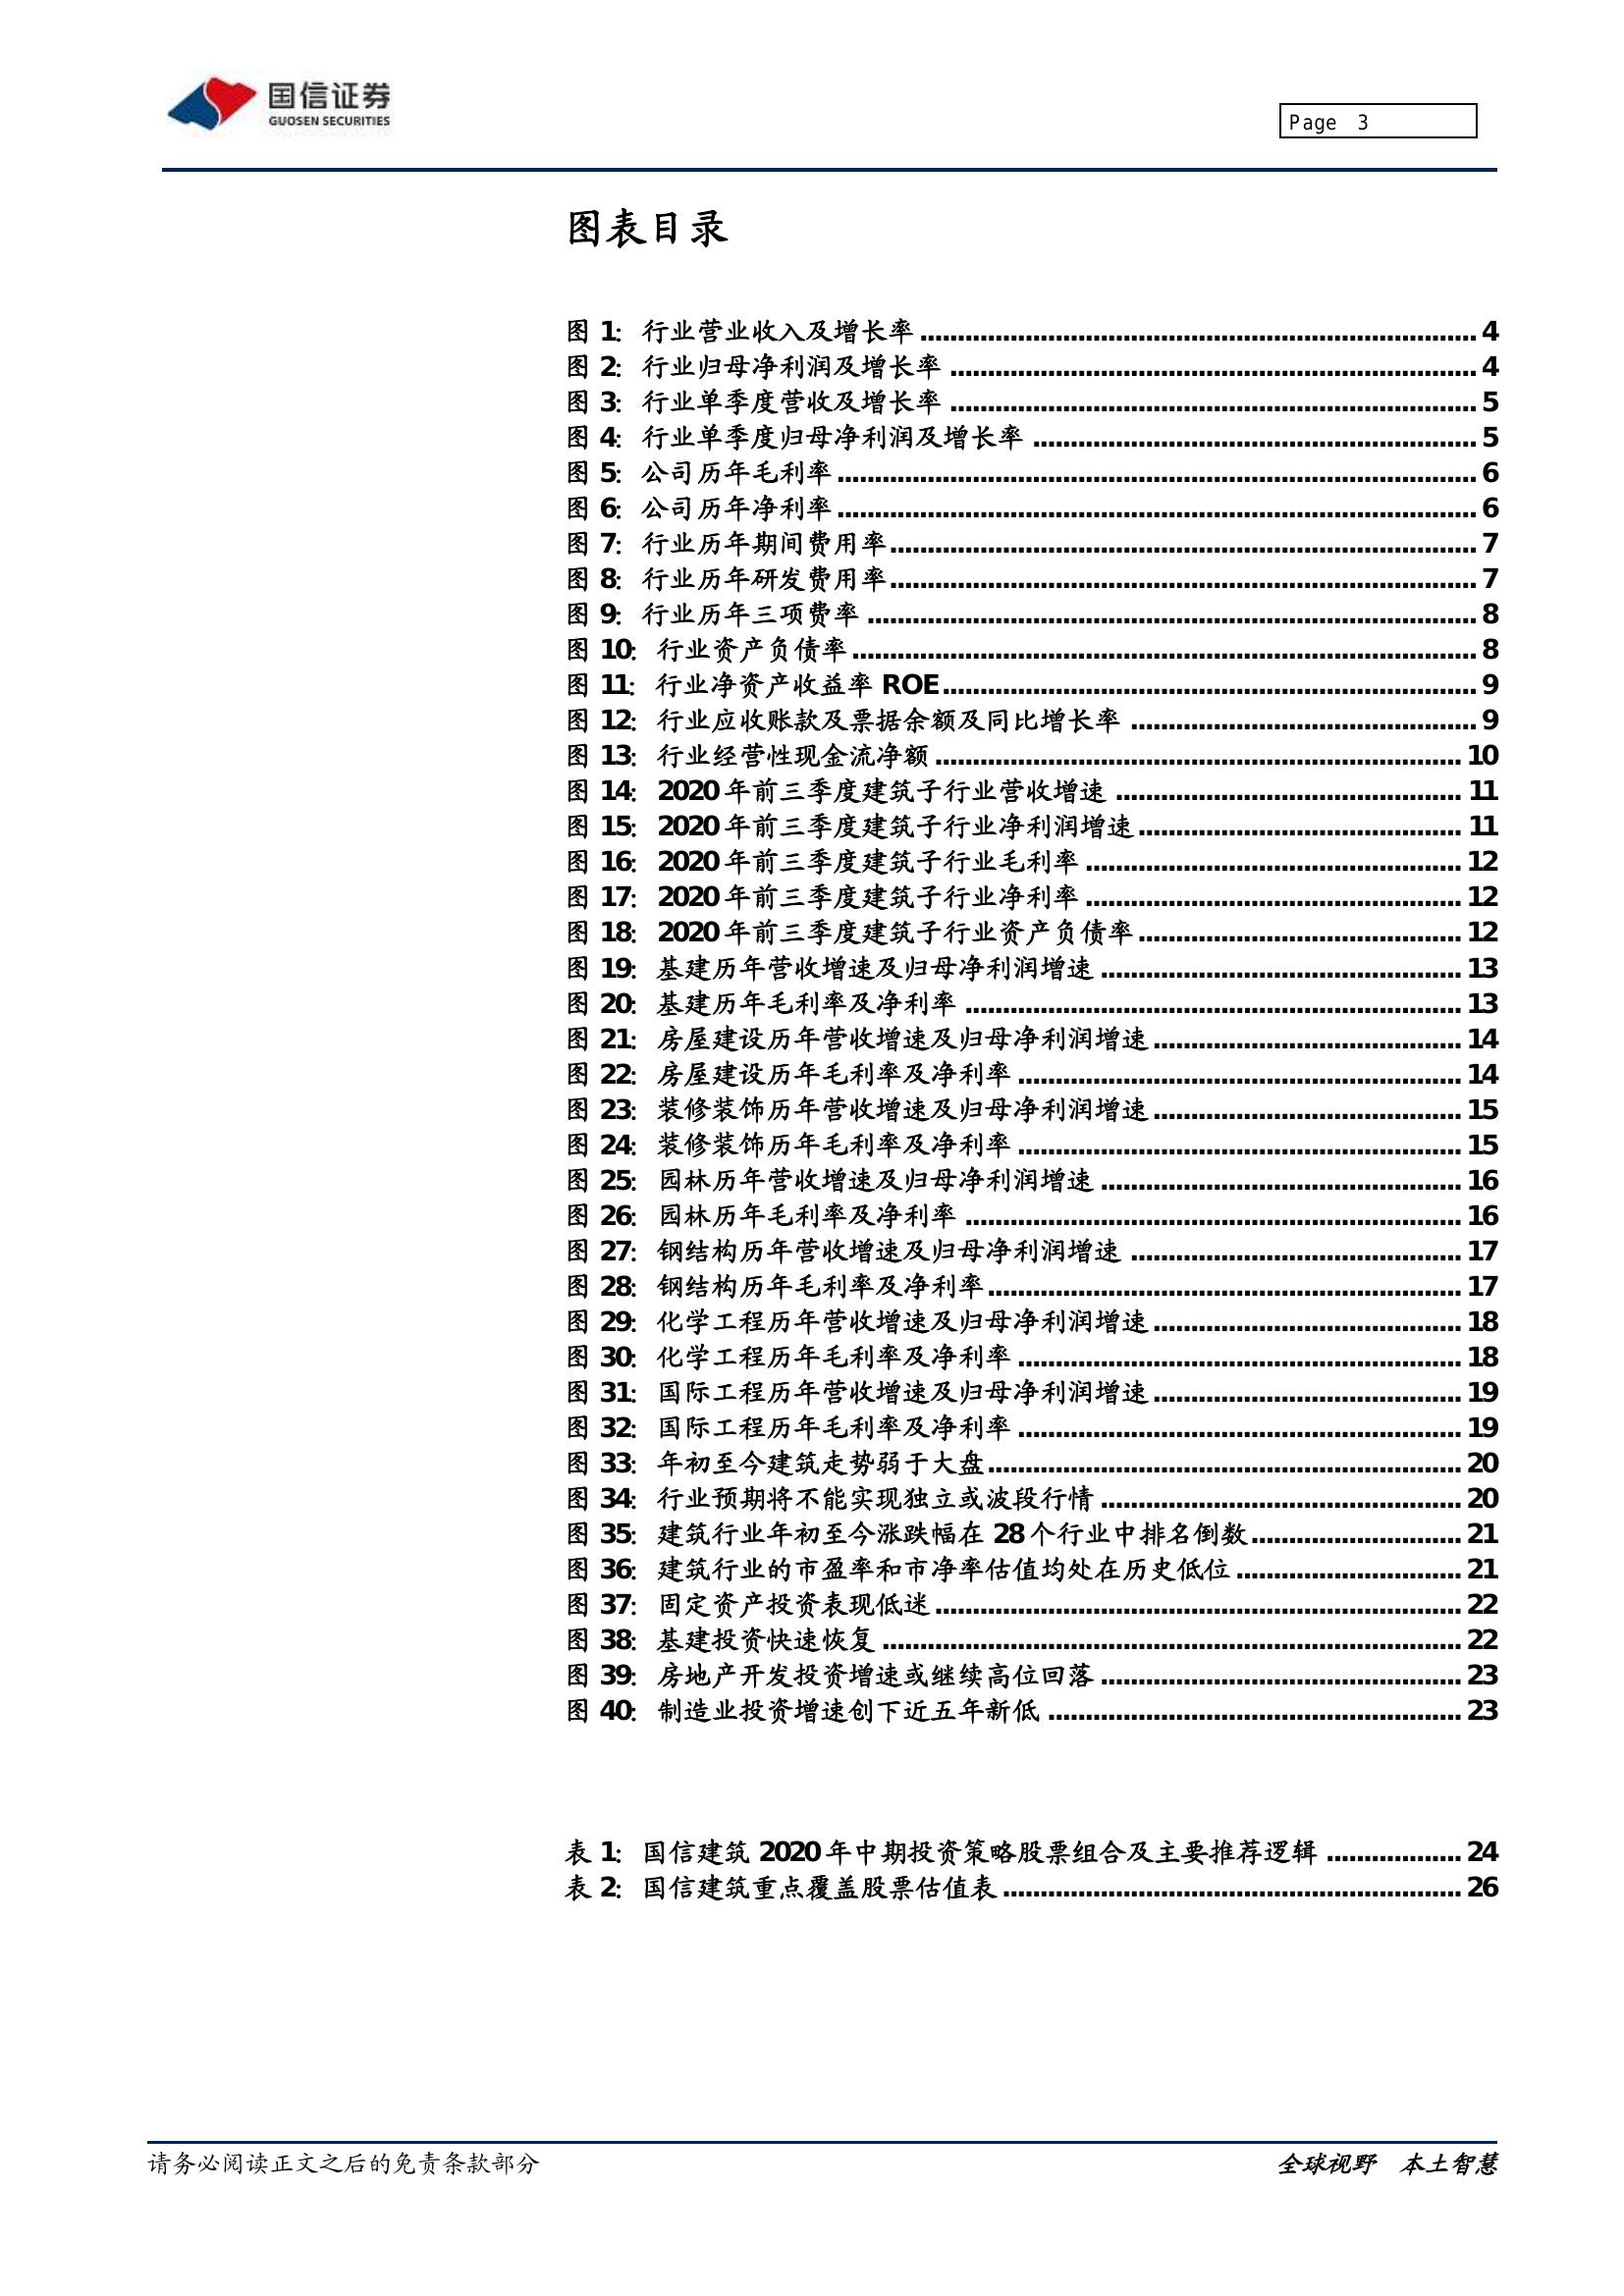 国信证券
GUOSEN SECURITIES
Page 3
图表目录
图 1: 行业营业收入及增长率 4
图 2: 行业归母净利润及增长率 4
图 3: 行业单季度营收及增长率 5
图 4: 行业单季度归母净利润及增长率 5
图 5: 公司历年毛利率 6
图 6: 公司历年净利率 6
图 7: 行业历年期间费用率 7
图 8: 行业历年研发费用率 7
图 9: 行业历年三项费率 8
图 10: 行业资产负债率 8
图 11: 行业净资产收益率 ROE 9
图 12: 行业应收账款及票据余额及同比增长率 9
图 13: 行业经营性现金流净额 10
图 14: 2020 年前三季度建筑子行业营收增速 11
图 15: 2020 年前三季度建筑子行业净利润增速 11
图 16: 2020 年前三季度建筑子行业毛利率 12
图 17: 2020 年前三季度建筑子行业净利率 12
图 18: 2020 年前三季度建筑子行业资产负债率 12
图 19: 基建历年营收增速及归母净利润增速 13
图 20: 基建历年毛利率及净利率 13
图 21: 房屋建设历年营收增速及归母净利润增速 14
图 22: 房屋建设历年毛利率及净利率 14
图 23: 装修装饰历年营收增速及归母净利润增速 15
图 24: 装修装饰历年毛利率及净利率 15
图 25: 园林历年营收增速及归母净利润增速 16
图 26: 园林历年毛利率及净利率 16
图 27: 钢结构历年营收增速及归母净利润增速 17
图 28: 钢结构历年毛利率及净利率 17
图 29: 化学工程历年营收增速及归母净利润增速 18
图 30: 化学工程历年毛利率及净利率 18
图 31: 国际工程历年营收增速及归母净利润增速 19
图 32: 国际工程历年毛利率及净利率 19
图 33: 年初至今建筑走势弱于大盘 20
图 34: 行业预期将不能实现独立或波段行情 20
图 35: 建筑行业年初至今涨跌幅在 28 个行业中排名倒数 21
图 36: 建筑行业的市盈率和市净率估值均处在历史低位 21
图 37: 固定资产投资表现低迷 22
图 38: 基建投资快速恢复 22
图 39: 房地产开发投资增速或继续高位回落 23
图 40: 制造业投资增速创下近五年新低 23
表 1: 国信建筑 2020 年中期投资策略股票组合及主要推荐逻辑 24
表 2: 国信建筑重点覆盖股票估值表 26
请务必阅读正文之后的免责条款部分
全球视野 本土智慧